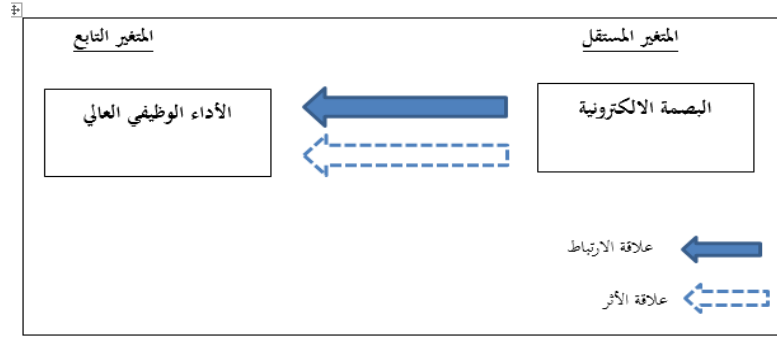 المتغير المستقل
المتغير التابع
البصمة الالكترونية
الأداء الوظيفي العالي
علاقة الارتباط
علاقة الأثر